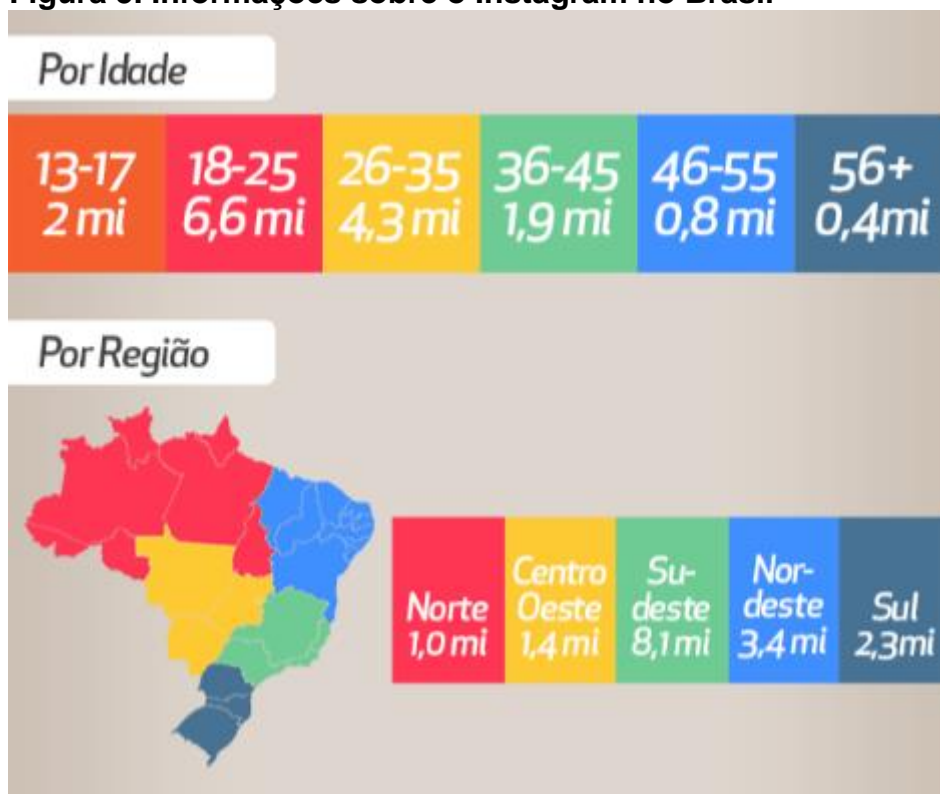 Figura 6. Informações sobre o Instagram no Brasil
Por Idade
13-17
2 mi
18-25
6,6 mi
26-35
4,3 mi
36-45
1,9 mi
46-55
0,8 mi
56+
0,4mi
Por Região
Norte
1,0 mi
Centro
Oeste
1,4 mi
Su-
deste
8,1 mi
Nor-
deste
3,4 mi
Sul
2,3mi